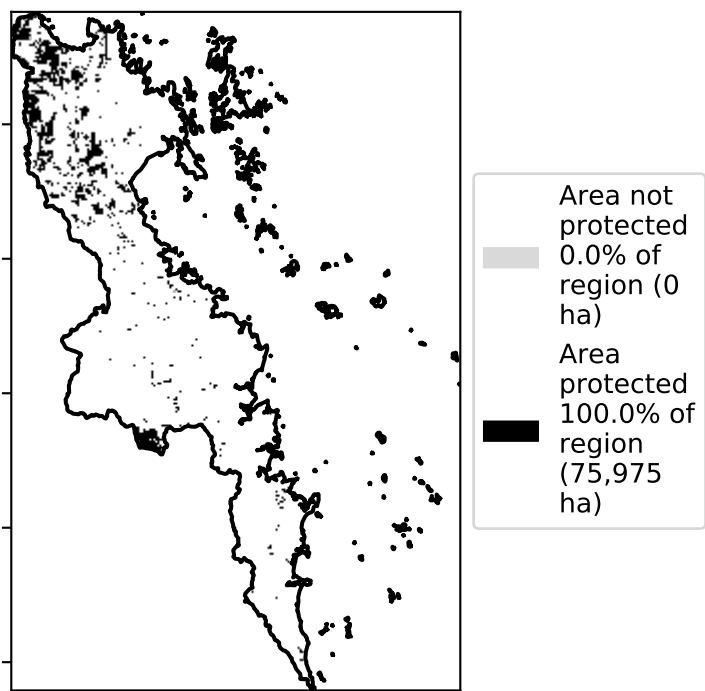 Area not
protected
0.0% of
region (0
ha)
Area
protected
100.0% of
region
(75,975
ha)